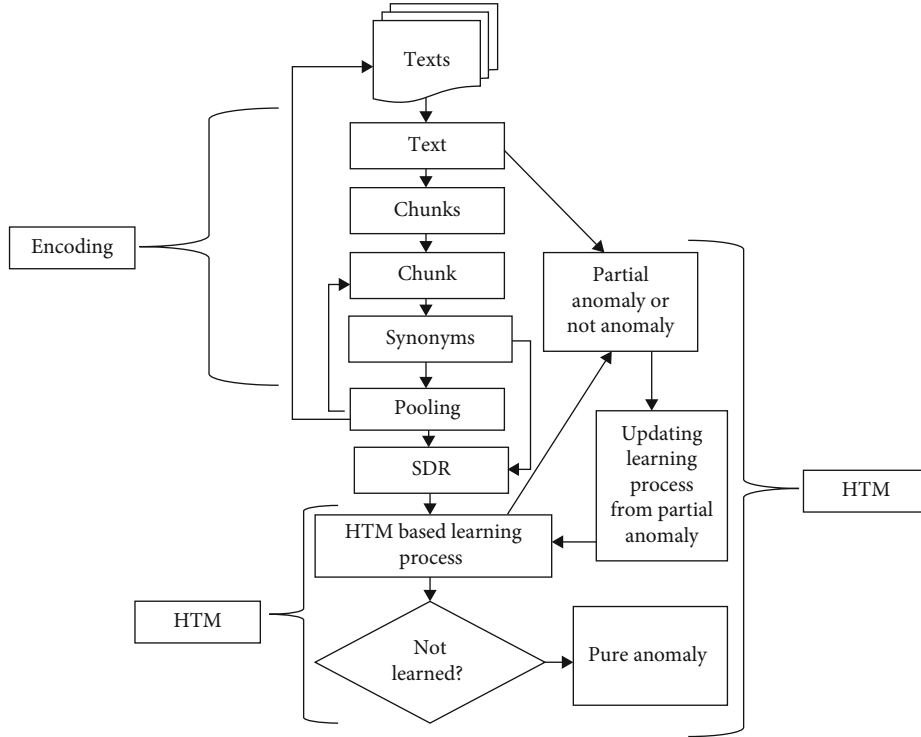 Texts
Text
Chunks
Encoding
Chunk
Partial
anomaly or
not anomaly
Synonyms
Pooling
Updating
learning
process
from partial
anomaly
SDR
HTM
HTM based learning
process
HTM
Not
learned?
Pure anomaly